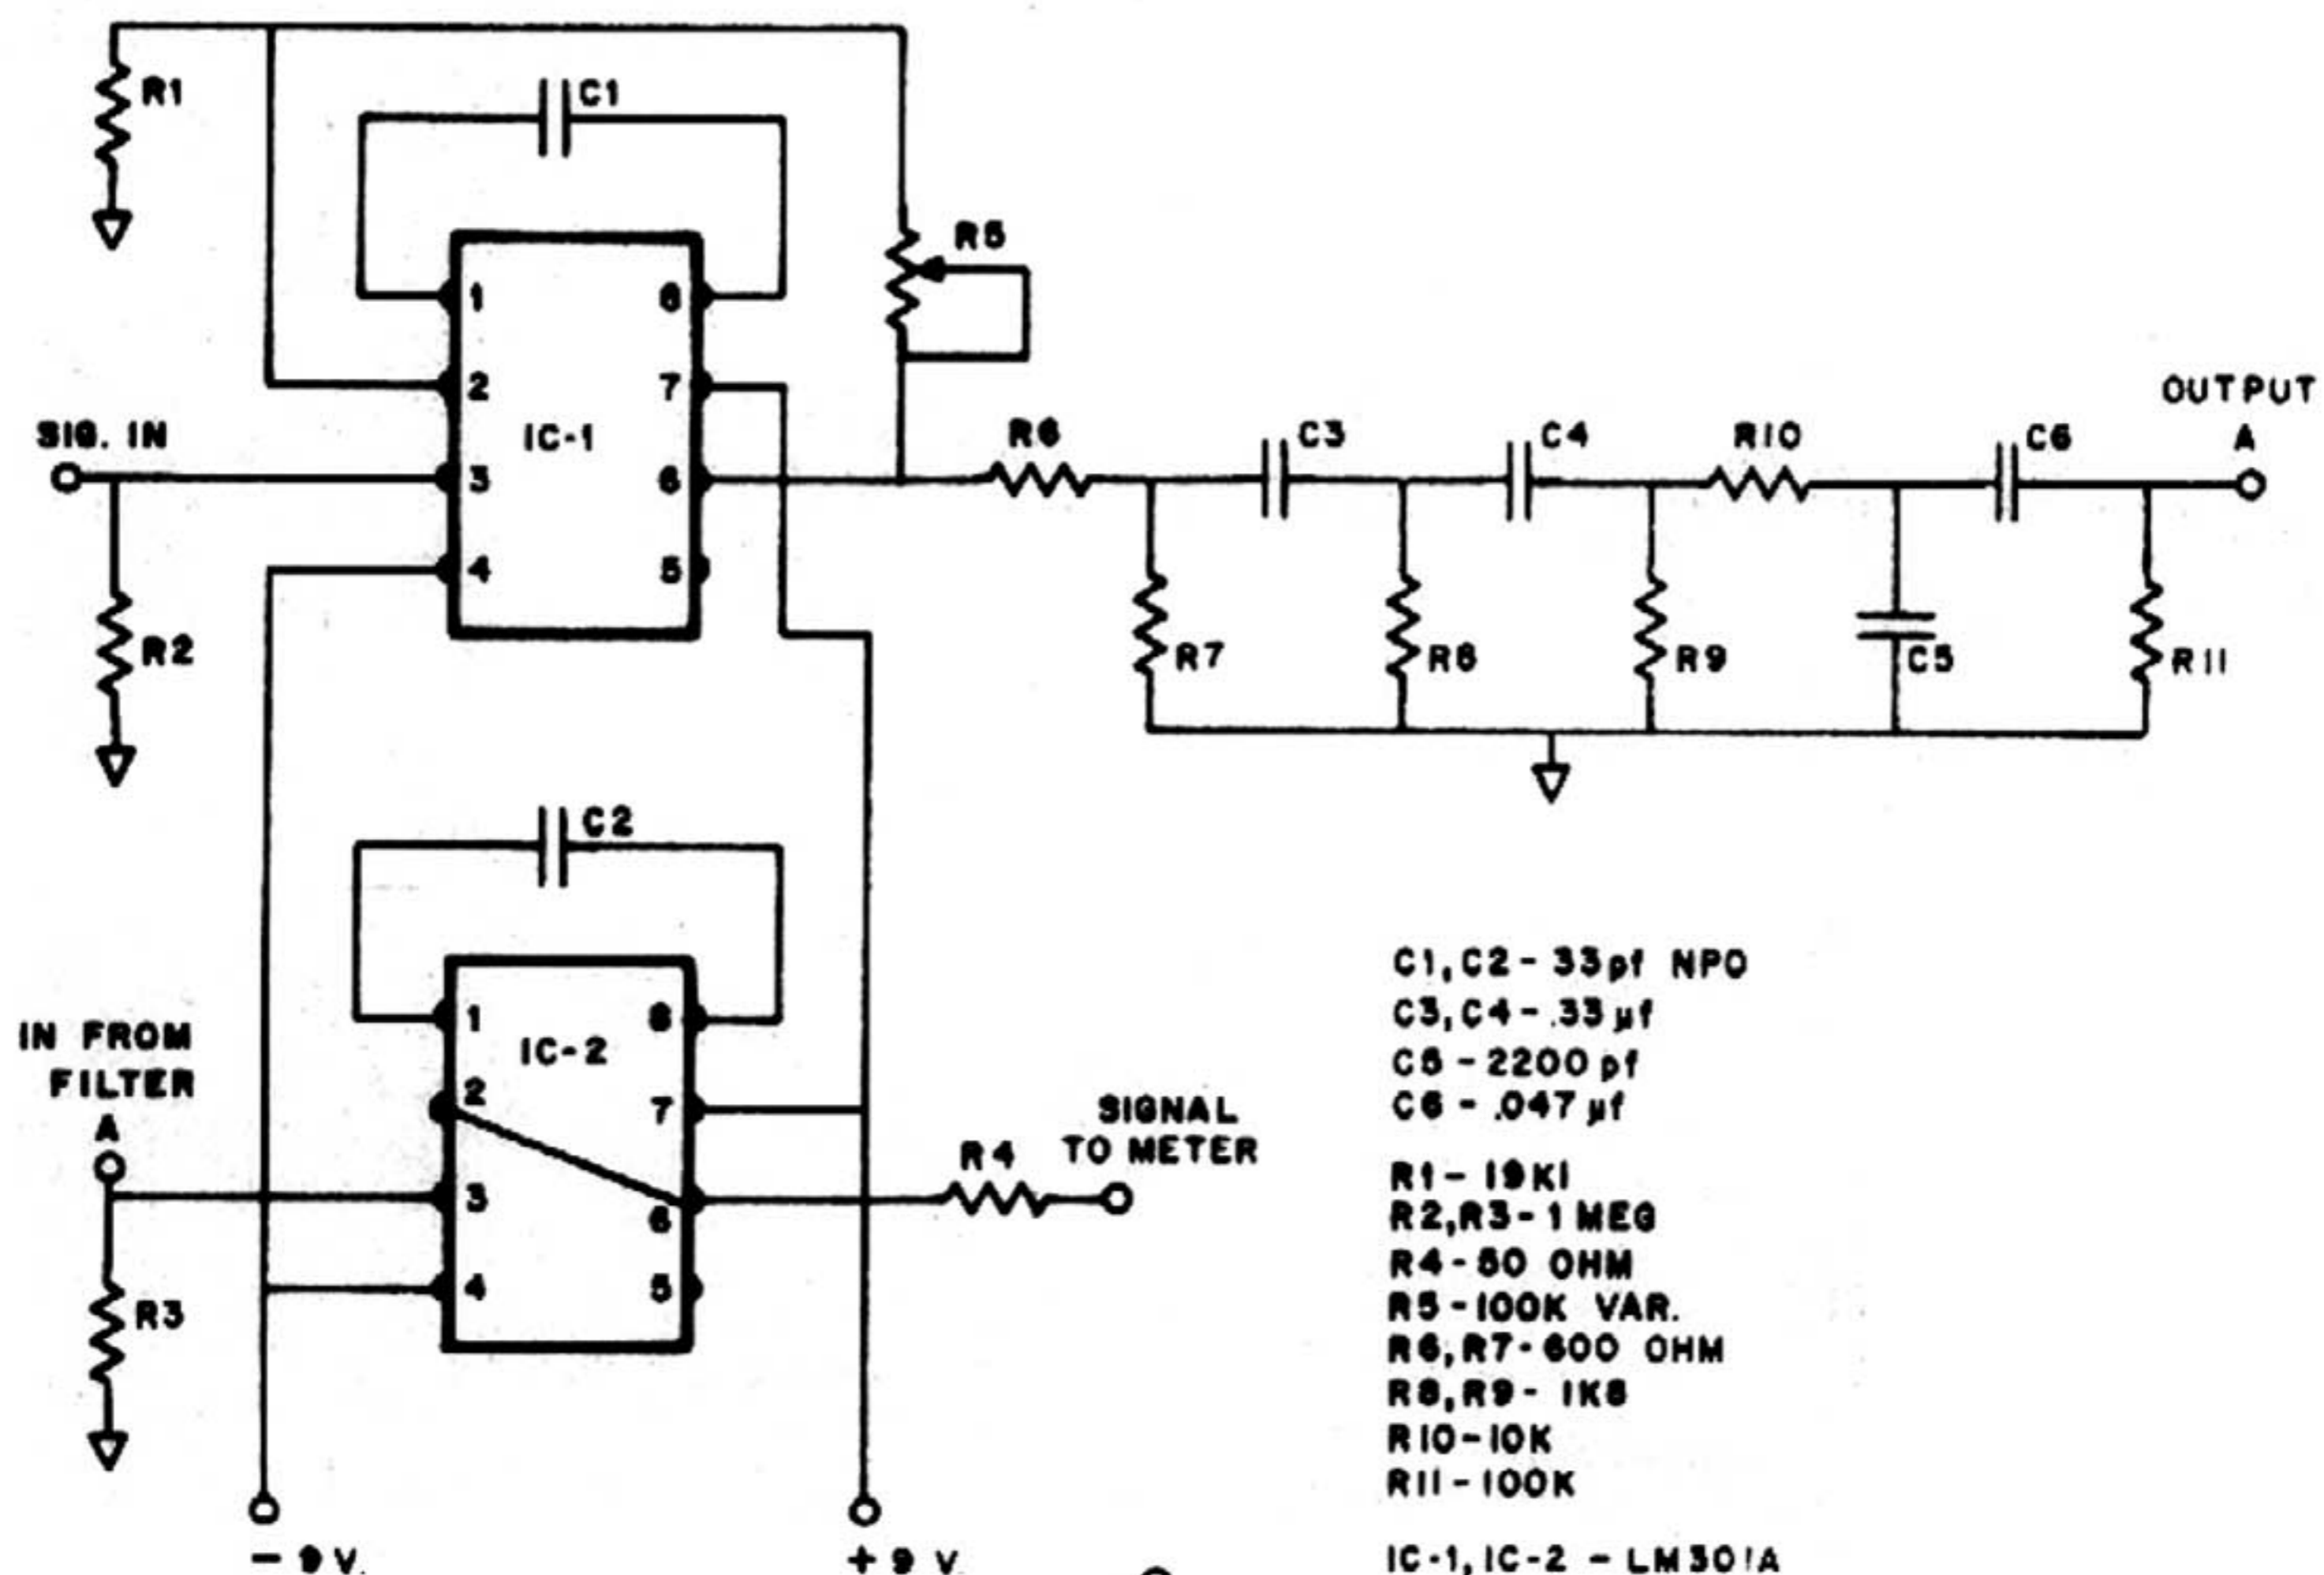 R1
C1
R5
1
8
2
7
SIG. IN
IC-1
3
6
4
5
R2
R6
C3
C4
R10
C6
OUTPUT
A
R7
R8
R9
C5
R11
C2
IN FROM
FILTER
A
1
8
IC-2
2
7
3
6
4
5
R3
R4
SIGNAL
TO METER
- 9 V.
+ 9 V
C1, C2 - 33pf NPO
C3, C4 - .33 µf
C5 - 2200 pf
C6 - .047 µf
R1 - 19K1
R2, R3 - 1 MEG
R4 - 50 OHM
R5 - 100K VAR.
R6, R7 - 600 OHM
R8, R9 - 1K8
R10 - 10K
R11 - 100K
IC-1, IC-2 - LM301A